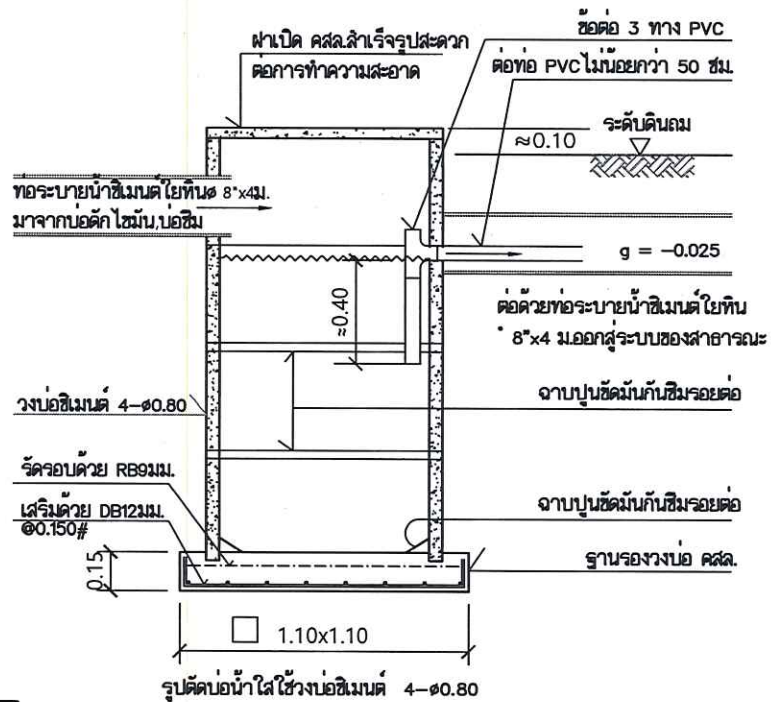 ข้อต่อ 3 ทาง PVC
ฝาเปิด คสล.สำเร็จรูปสะดวก
ต่อการทำความสะอาด
ต่อท่อ PVC ไม่น้อยกว่า 50 ซม.
≈0.10
ระดับดินถม
ท่อระบายน้ำซิเมนต์ใยหินø 8"x4ม.
มาจากบ่อดักไขมัน,บ่อซึม
g = -0.025
≈0.40
ต่อด้วยท่อระบายน้ำซิเมนต์ใยหิน
8"x4 ม.ออกสู่ระบบของสาธารณะ
วงบ่อซิเมนต์ 4-ø0.80
ฉาบปูนขัดมันกันซึมรอยต่อ
รัดรอบด้วย RB9มม.
เสริมด้วย DB12มม.
@0.150#
ฉาบปูนขัดมันกันซึมรอยต่อ
0.15
ฐานรองวงบ่อ คสล.
1.10x1.10
รูปตัดบ่อน้ำใสใช้วงบ่อซิเมนต์ 4-ø0.80